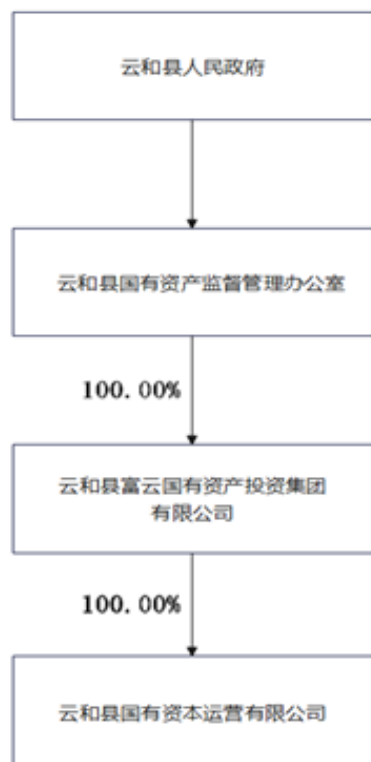 云和县人民政府
云和县国有资产监督管理办公室
100.00%
云和县富云国有资产投资集团
有限公司
100.00%
云和县国有资本运营有限公司